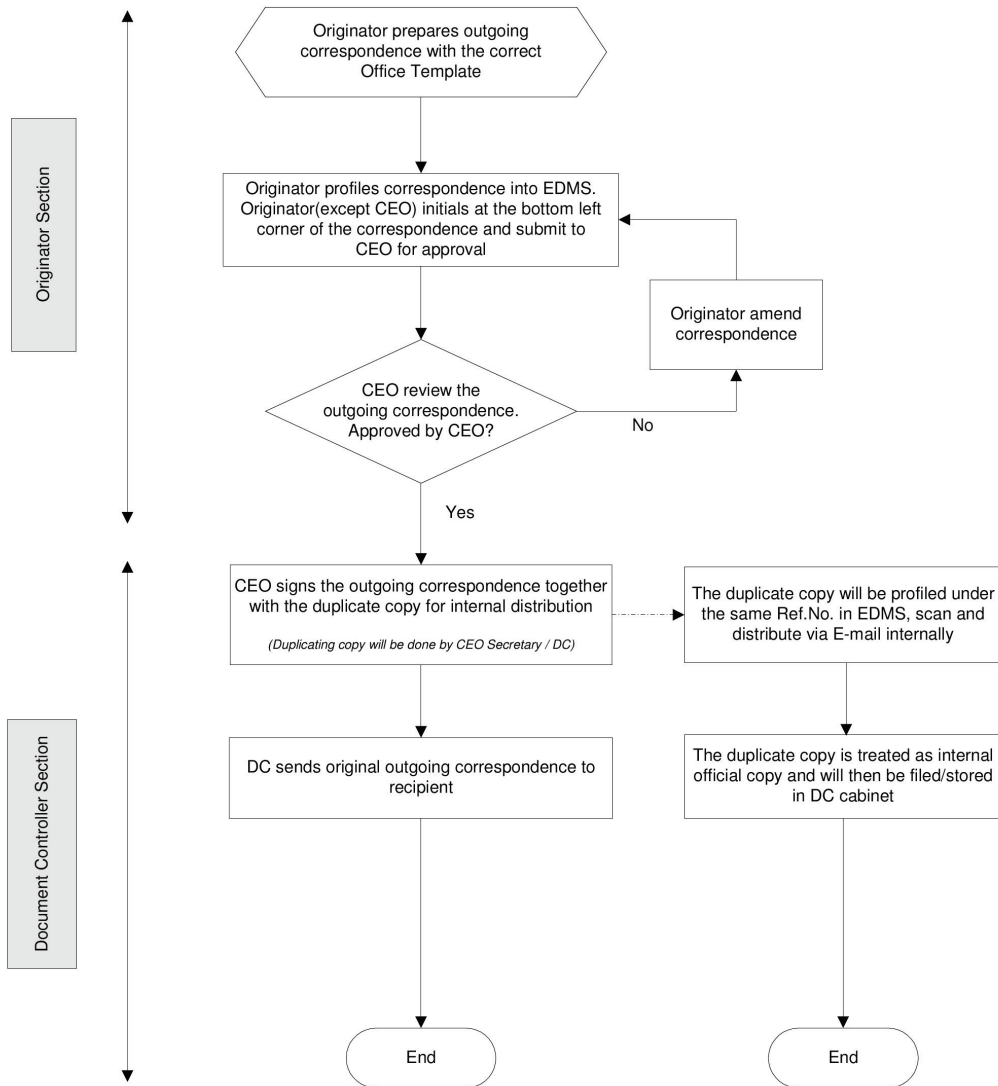 Originator prepares outgoing
correspondence with the correct
Office Template
Originator Section
Originator profiles correspondence into EDMS.
Originator(except CEO) initials at the bottom left
corner of the correspondence and submit to
CEO for approval
Originator amend
correspondence
CEO review the
outgoing correspondence.
Approved by CEO?
No
Yes
Document Controller Section
CEO signs the outgoing correspondence together
with the duplicate copy for internal distribution
(Duplicating copy will be done by CEO Secretary / DC)
The duplicate copy will be profiled under
the same Ref.No. in EDMS, scan and
distribute via E-mail internally
DC sends original outgoing correspondence to
recipient
The duplicate copy is treated as internal
official copy and will then be filed/stored
in DC cabinet
End
End